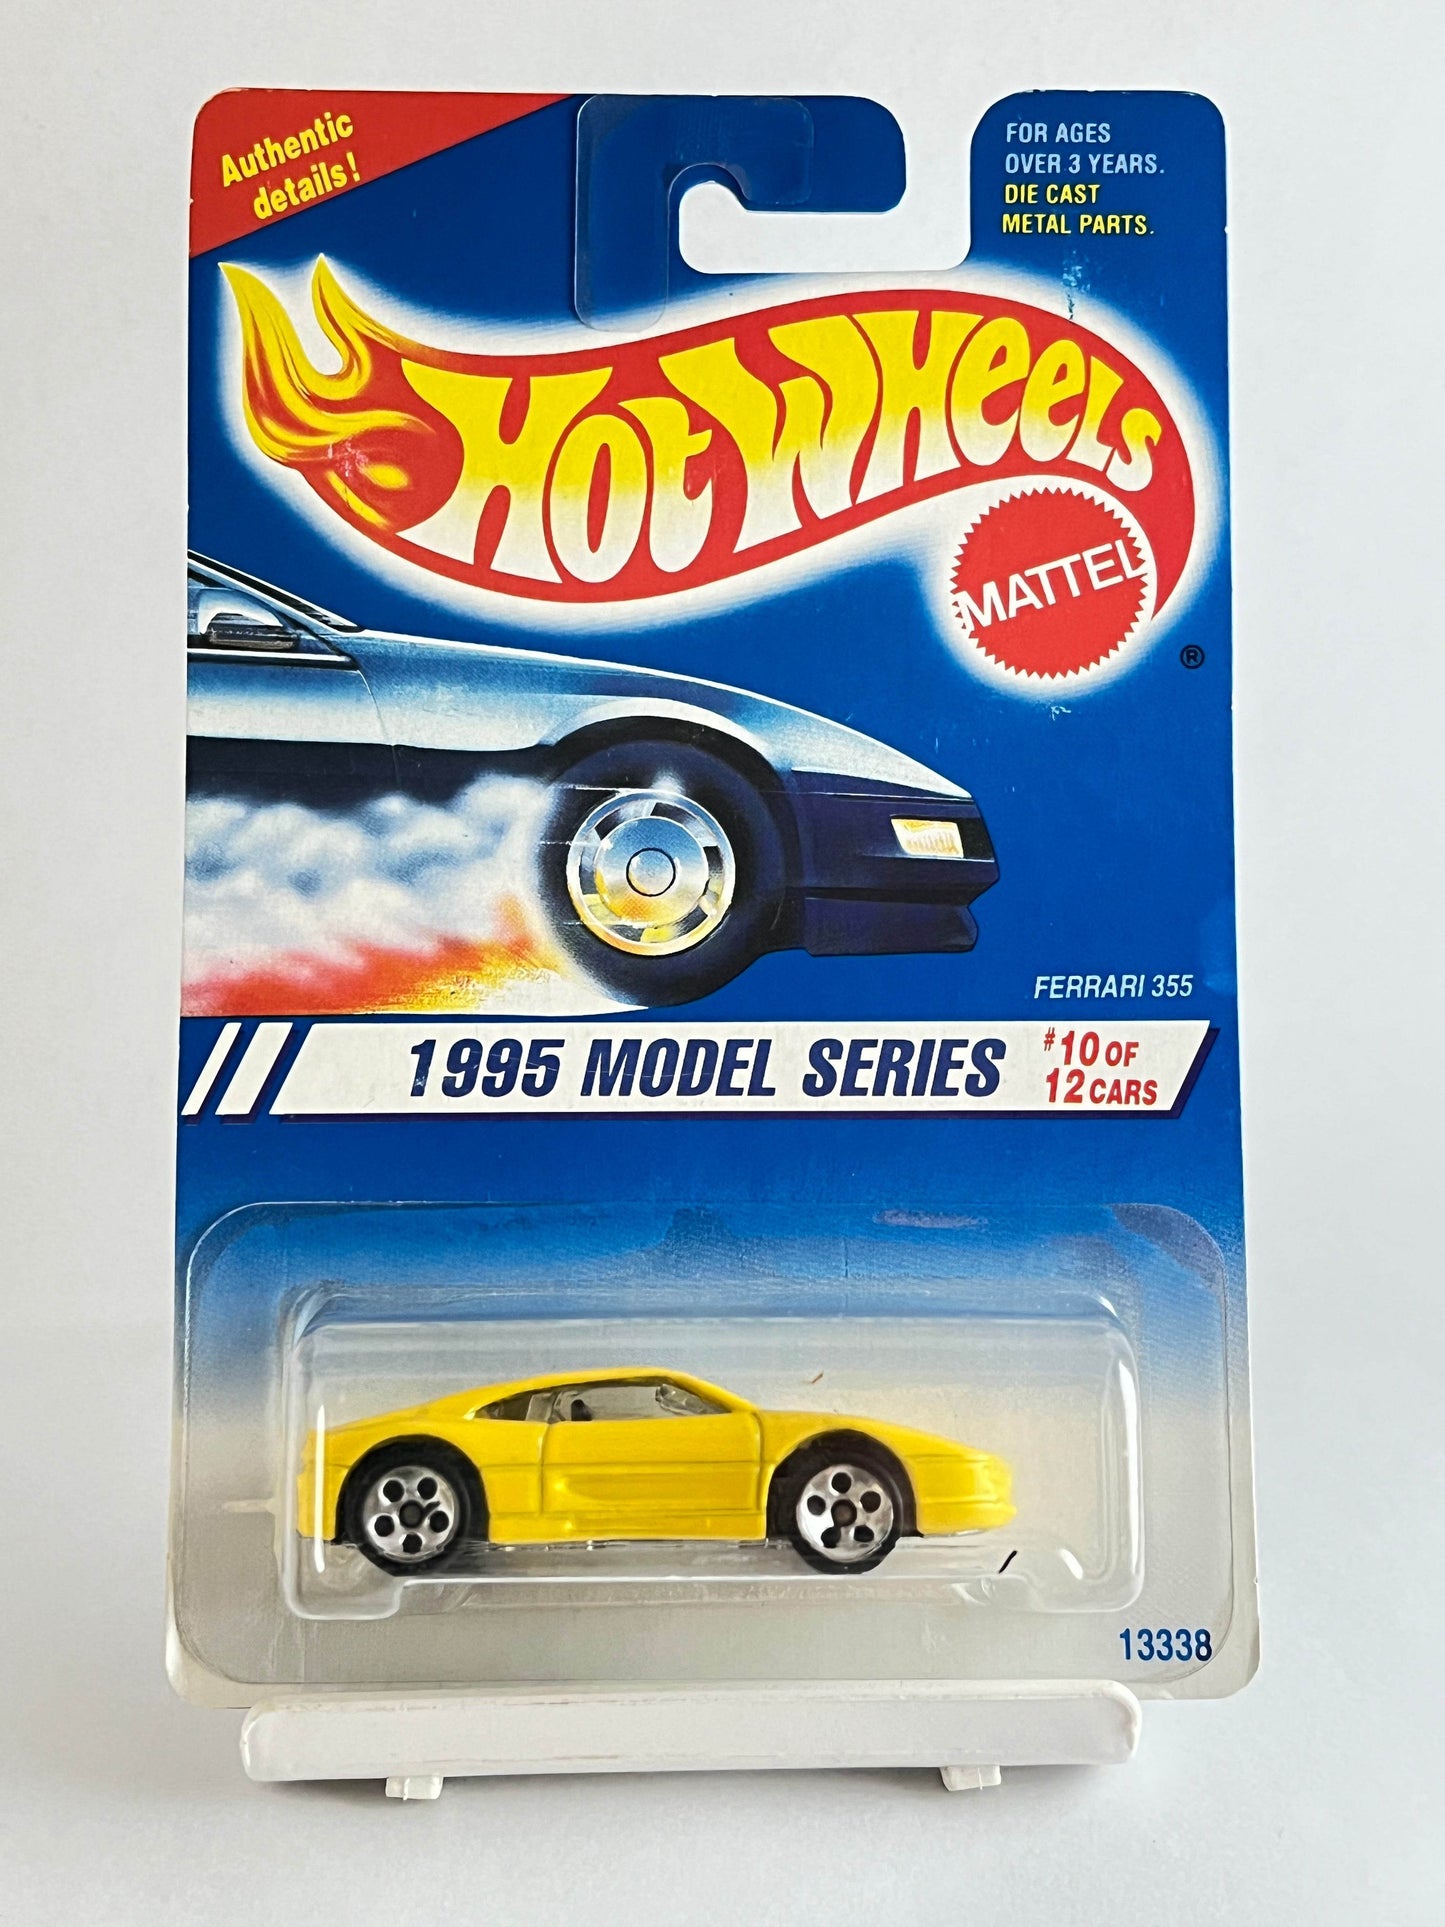 Authentic
details!
FOR AGES
OVER 3 YEARS.
DIE CAST
METAL PARTS.
HOT WHEELS
MATTEL
®
FERRARI 355
1995 MODEL SERIES
#10 OF
12 CARS
13338